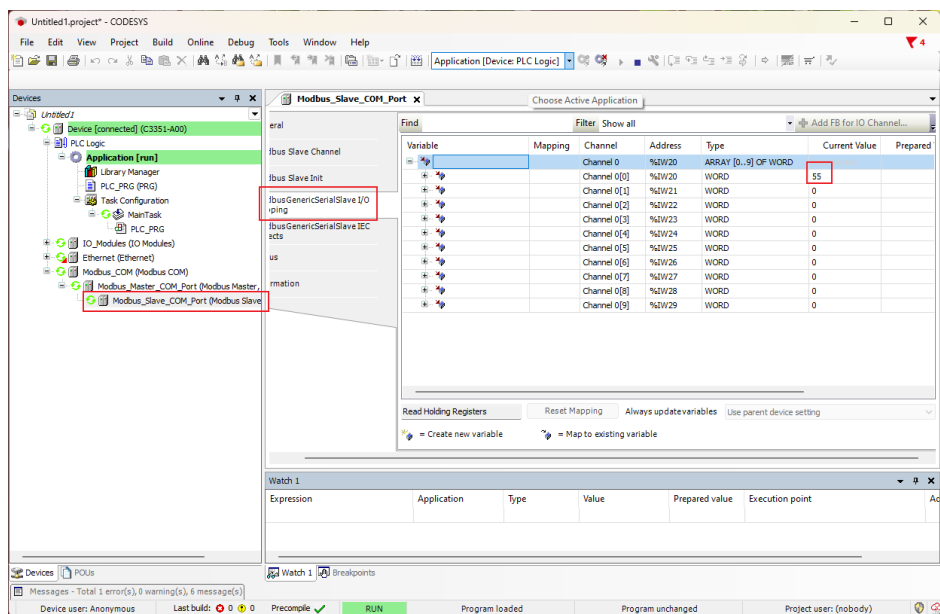 Untitled1.project* - CODESYS
File Edit View Project Build Online Debug Tools Window Help
4
Application [Device: PLC Logic]
Devices
Modbus_Slave_COM_Port
Choose Active Application
Untitled1
Device [connected] (C3351-A00)
PLC Logic
Application [run]
Library Manager
PLC_PRG (PRG)
Task Configuration
MainTask
PLC_PRG
IO_Modules (IO Modules)
Ethernet (Ethernet)
Modbus_COM (Modbus COM)
Modbus_Master_COM_Port (Modbus Master,
Modbus_Slave_COM_Port (Modbus Slave
eral
dbus Slave Channel
dbus Slave Init
dbusGenericSerialSlave I/O
pping
dbusGenericSerialSlave IEC
ects
us
rmation
Find Filter Show all Add FB for IO Channel...
Variable Mapping Channel Address Type Current Value Prepared
Channel 0 %IW20 ARRAY [0..9] OF WORD
Channel 0[0] %IW20 WORD 55
Channel 0[1] %IW21 WORD 0
Channel 0[2] %IW22 WORD 0
Channel 0[3] %IW23 WORD 0
Channel 0[4] %IW24 WORD 0
Channel 0[5] %IW25 WORD 0
Channel 0[6] %IW26 WORD 0
Channel 0[7] %IW27 WORD 0
Channel 0[8] %IW28 WORD 0
Channel 0[9] %IW29 WORD 0
Read Holding Registers Reset Mapping Always update variables Use parent device setting
= Create new variable = Map to existing variable
Watch 1
Expression Application Type Value Prepared value Execution point Ad
Devices POUs
Watch 1 Breakpoints
Messages - Total 1 error(s), 0 warning(s), 6 message(s)
Device user: Anonymous Last build: 0 0 Precompile RUN Program loaded Program unchanged Project user: (nobody)